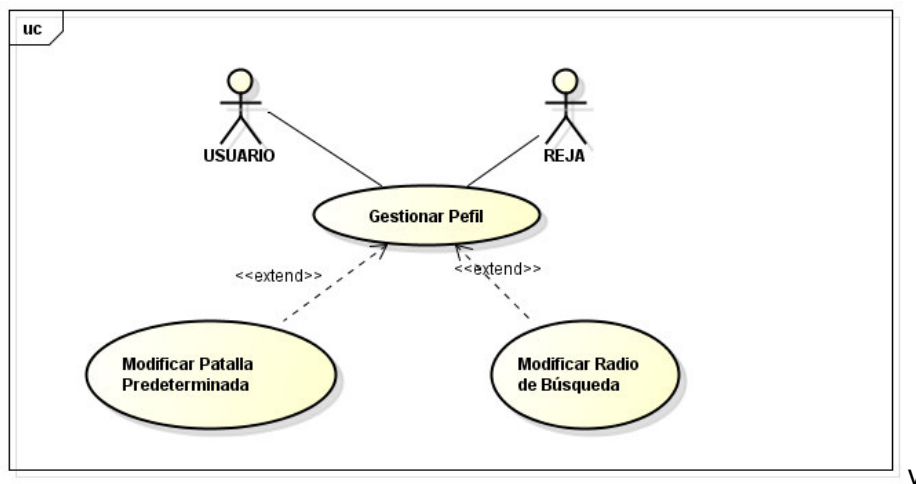 uc
USUARIO
REJA
Gestionar Pefil
<<extend>>
<<extend>>
Modificar Patalla
Predeterminada
Modificar Radio
de Búsqueda